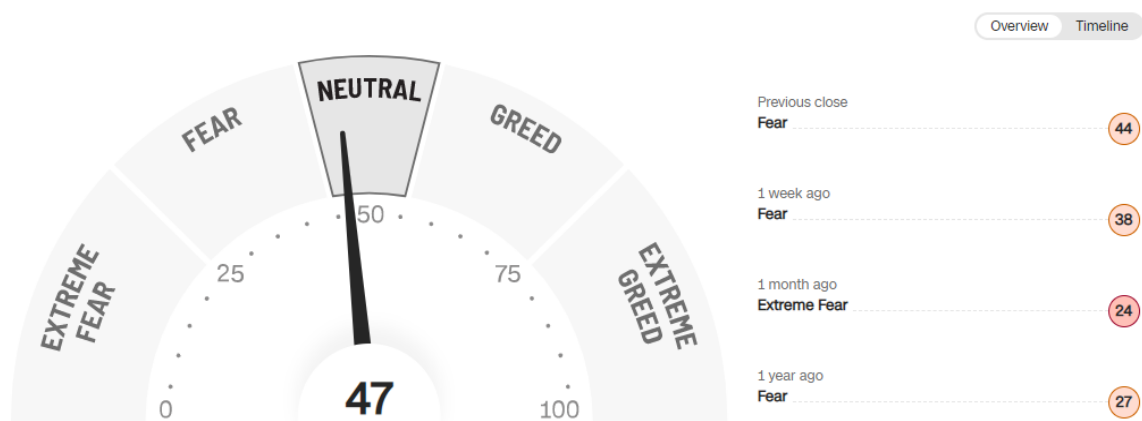 Overview Timeline
NEUTRAL
FEAR
GREED
EXTREME
FEAR
EXTREME
GREED
0
25
50
75
100
47
Previous close
Fear 44
1 week ago
Fear 38
1 month ago
Extreme Fear 24
1 year ago
Fear 27